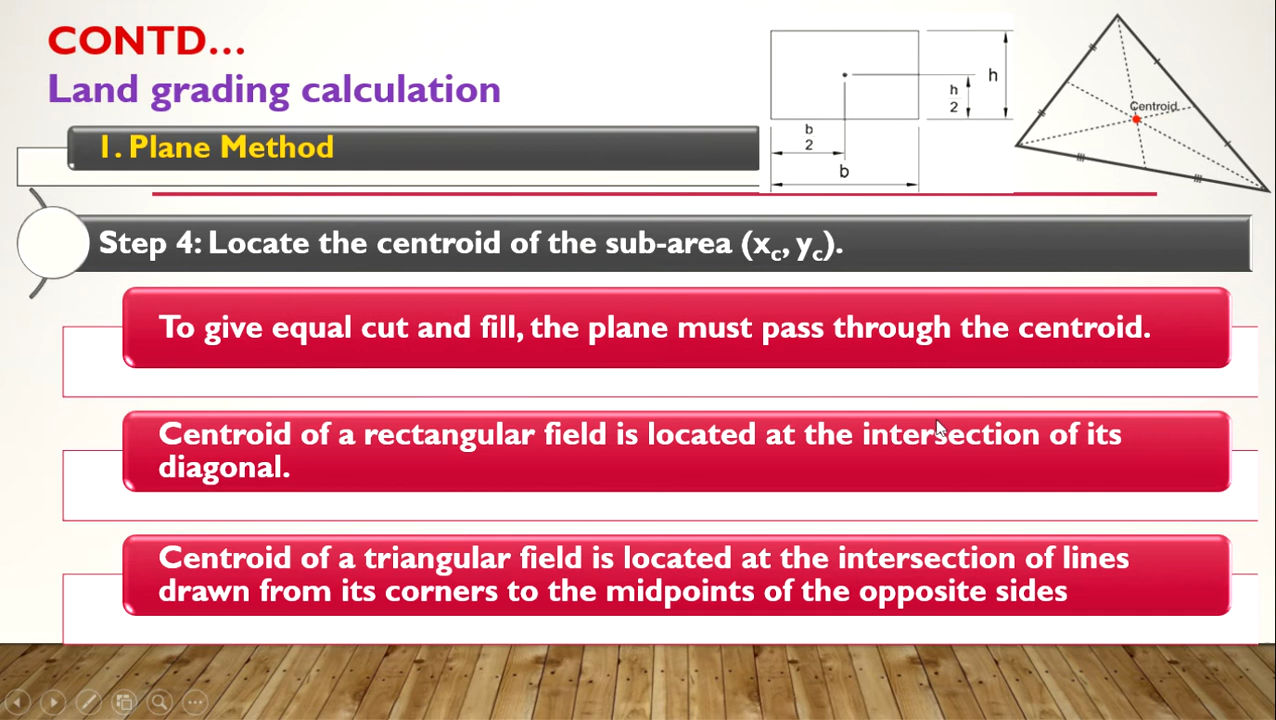 CONTD...
Land grading calculation
1. Plane Method
h
h
2
b
2
b
Centroid
Step 4: Locate the centroid of the sub-area (xc, yc).
To give equal cut and fill, the plane must pass through the centroid.
Centroid of a rectangular field is located at the intersection of its
diagonal.
Centroid of a triangular field is located at the intersection of lines
drawn from its corners to the midpoints of the opposite sides